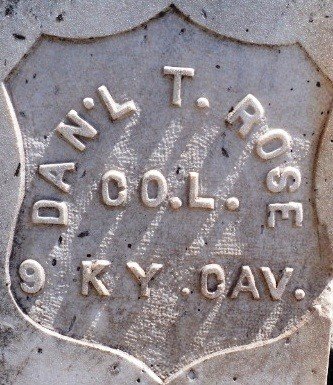 DAN'L T. ROSE
CO. L.
9 KY. CAV.